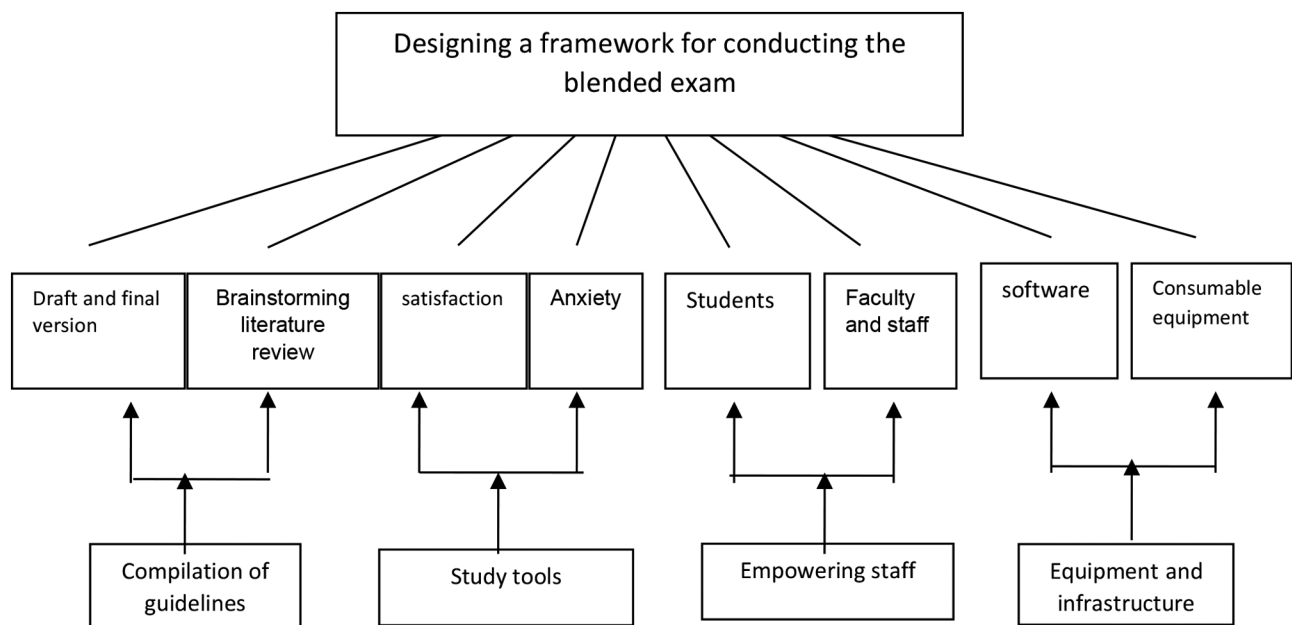 Designing a framework for conducting the
blended exam
Draft and final
version
Brainstorming
literature
review
satisfaction
Anxiety
Students
Faculty
and staff
software
Consumable
equipment
Compilation of
guidelines
Study tools
Empowering staff
Equipment and
infrastructure